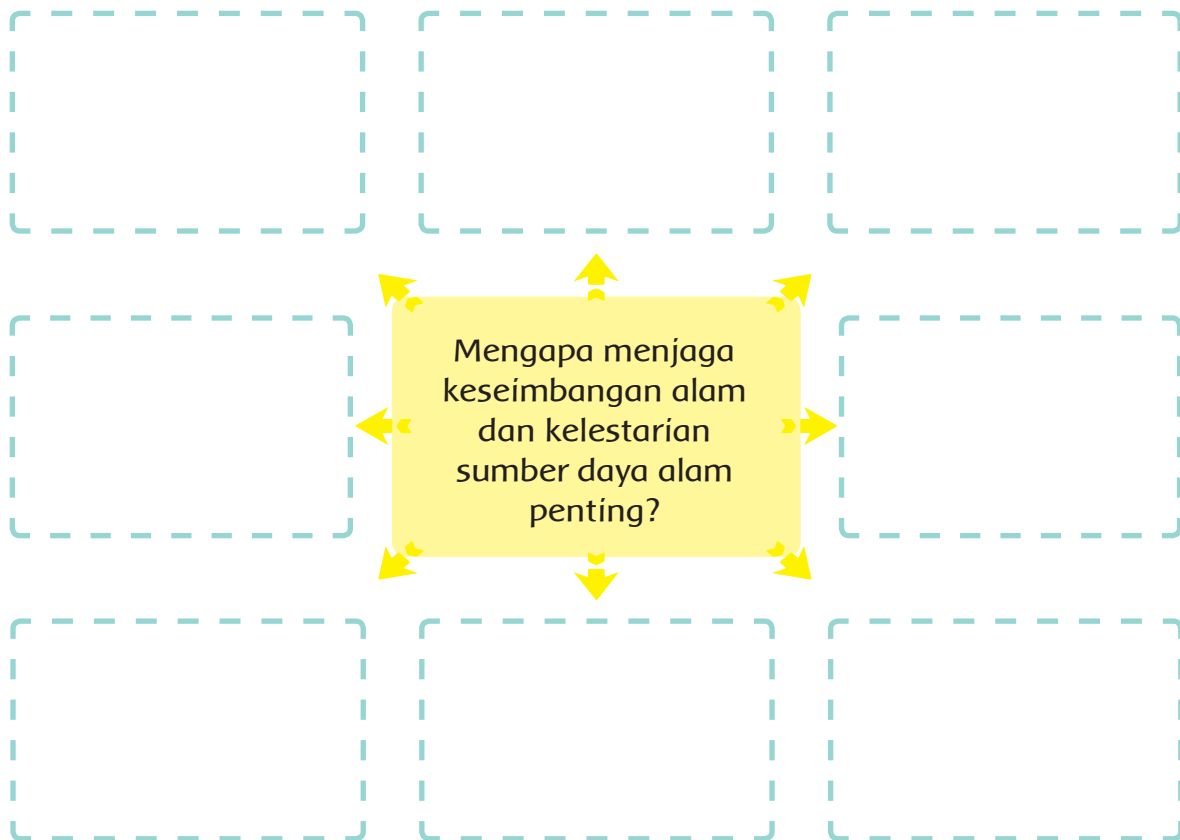 Mengapa menjaga
keseimbangan alam
dan kelestarian
sumber daya alam
penting?